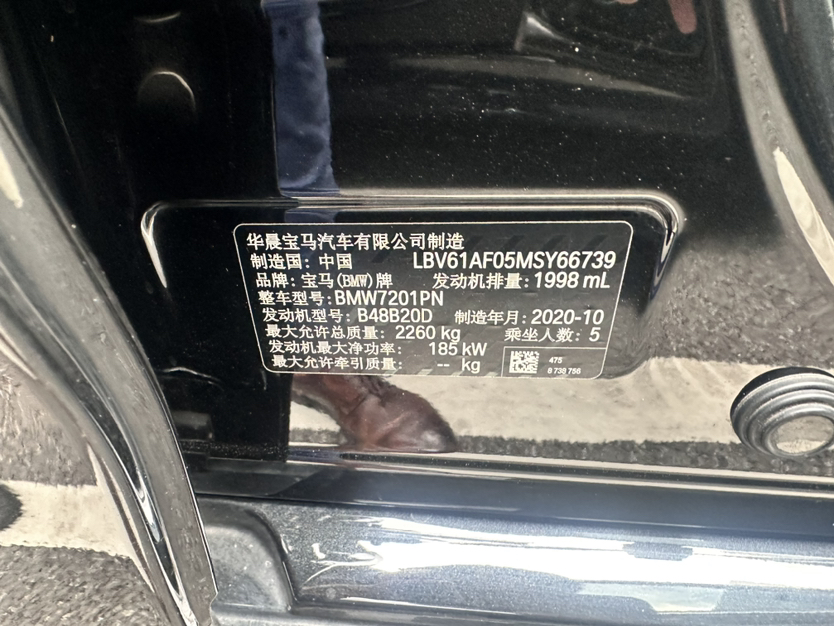 华晨宝马汽车有限公司制造
制造国：中国 LBV61AF05MSY66739
品牌：宝马(BMW)牌 发动机排量：1998 mL
整车型号：BMW7201PN
发动机型号：B48B20D 制造年月：2020-10
最大允许总质量：2260 kg 乘坐人数：5
发动机最大净功率：185 kW
最大允许牵引质量：-- kg
475
8 739 756